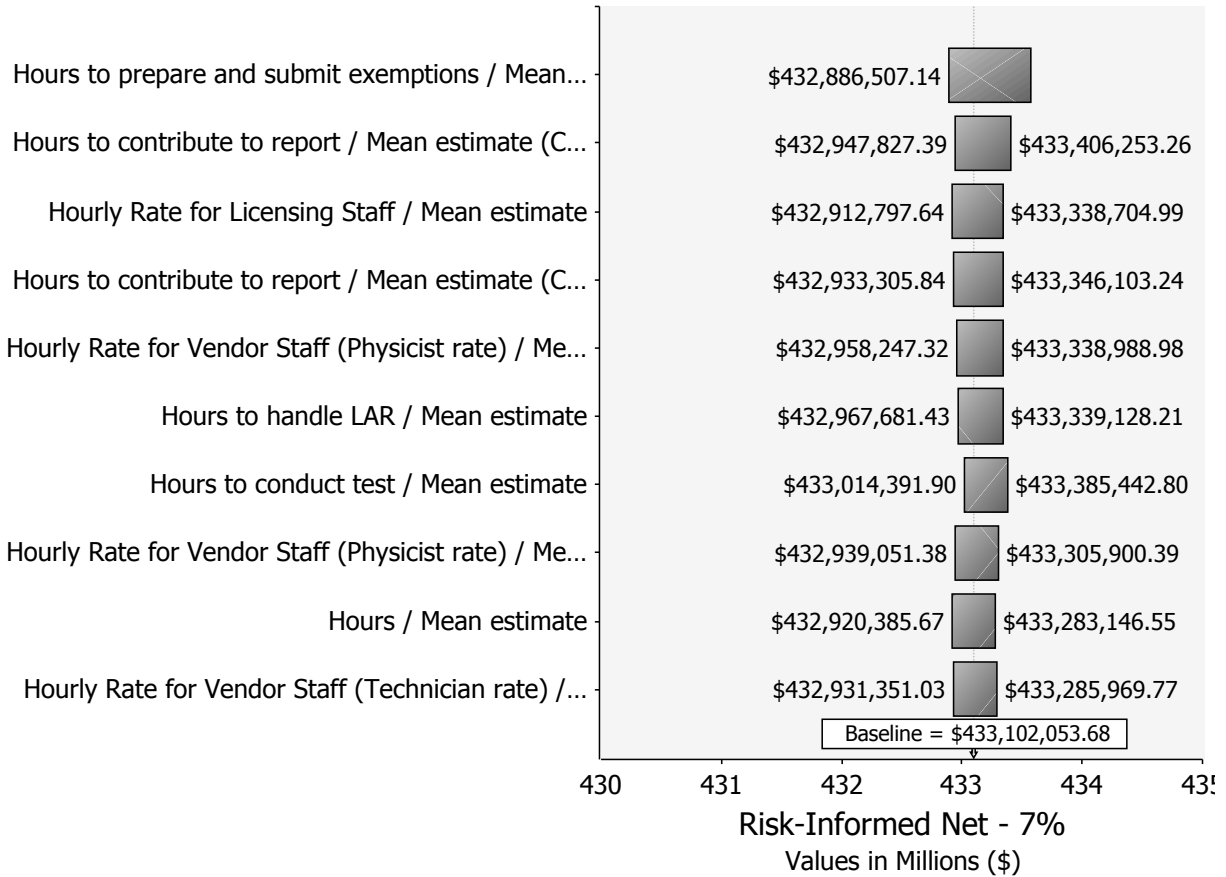 Hours to prepare and submit exemptions / Mean... $432,886,507.14
Hours to contribute to report / Mean estimate (C... $432,947,827.39 $433,406,253.26
Hourly Rate for Licensing Staff / Mean estimate $432,912,797.64 $433,338,704.99
Hours to contribute to report / Mean estimate (C... $432,933,305.84 $433,346,103.24
Hourly Rate for Vendor Staff (Physicist rate) / Me... $432,958,247.32 $433,338,988.98
Hours to handle LAR / Mean estimate $432,967,681.43 $433,339,128.21
Hours to conduct test / Mean estimate $433,014,391.90 $433,385,442.80
Hourly Rate for Vendor Staff (Physicist rate) / Me... $432,939,051.38 $433,305,900.39
Hours / Mean estimate $432,920,385.67 $433,283,146.55
Hourly Rate for Vendor Staff (Technician rate) /... $432,931,351.03 $433,285,969.77
Baseline = $433,102,053.68
430 431 432 433 434 435
Risk-Informed Net - 7%
Values in Millions ($)